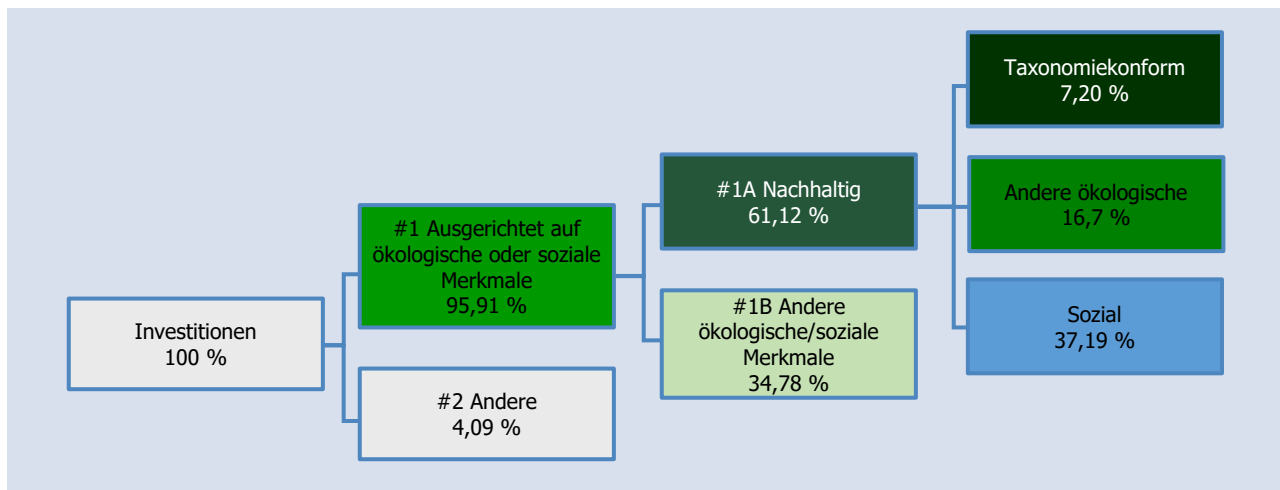 Investitionen
100 %
#1 Ausgerichtet auf
ökologische oder soziale
Merkmale
95,91 %
#2 Andere
4,09 %
#1A Nachhaltig
61,12 %
#1B Andere
ökologische/soziale
Merkmale
34,78 %
Taxonomiekonform
7,20 %
Andere ökologische
16,7 %
Sozial
37,19 %